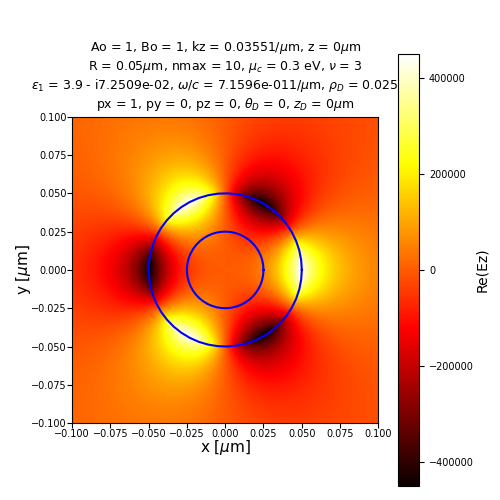 Ao = 1, Bo = 1, kz = 0.03551/μm, z = 0μm
R = 0.05μm, nmax = 10, μc = 0.3 eV, ν = 3
ε1 = 3.9 - i7.2509e-02, ω/c = 7.1596e-011/μm, ρD = 0.025
px = 1, py = 0, pz = 0, θD = 0, zD = 0μm
0.100
0.075
0.050
0.025
0.000
−0.025
−0.050
−0.075
−0.100
y [μm]
−0.100 −0.075 −0.050 −0.025 0.000 0.025 0.050 0.075 0.100
x [μm]
400000
200000
0
−200000
−400000
Re(Ez)